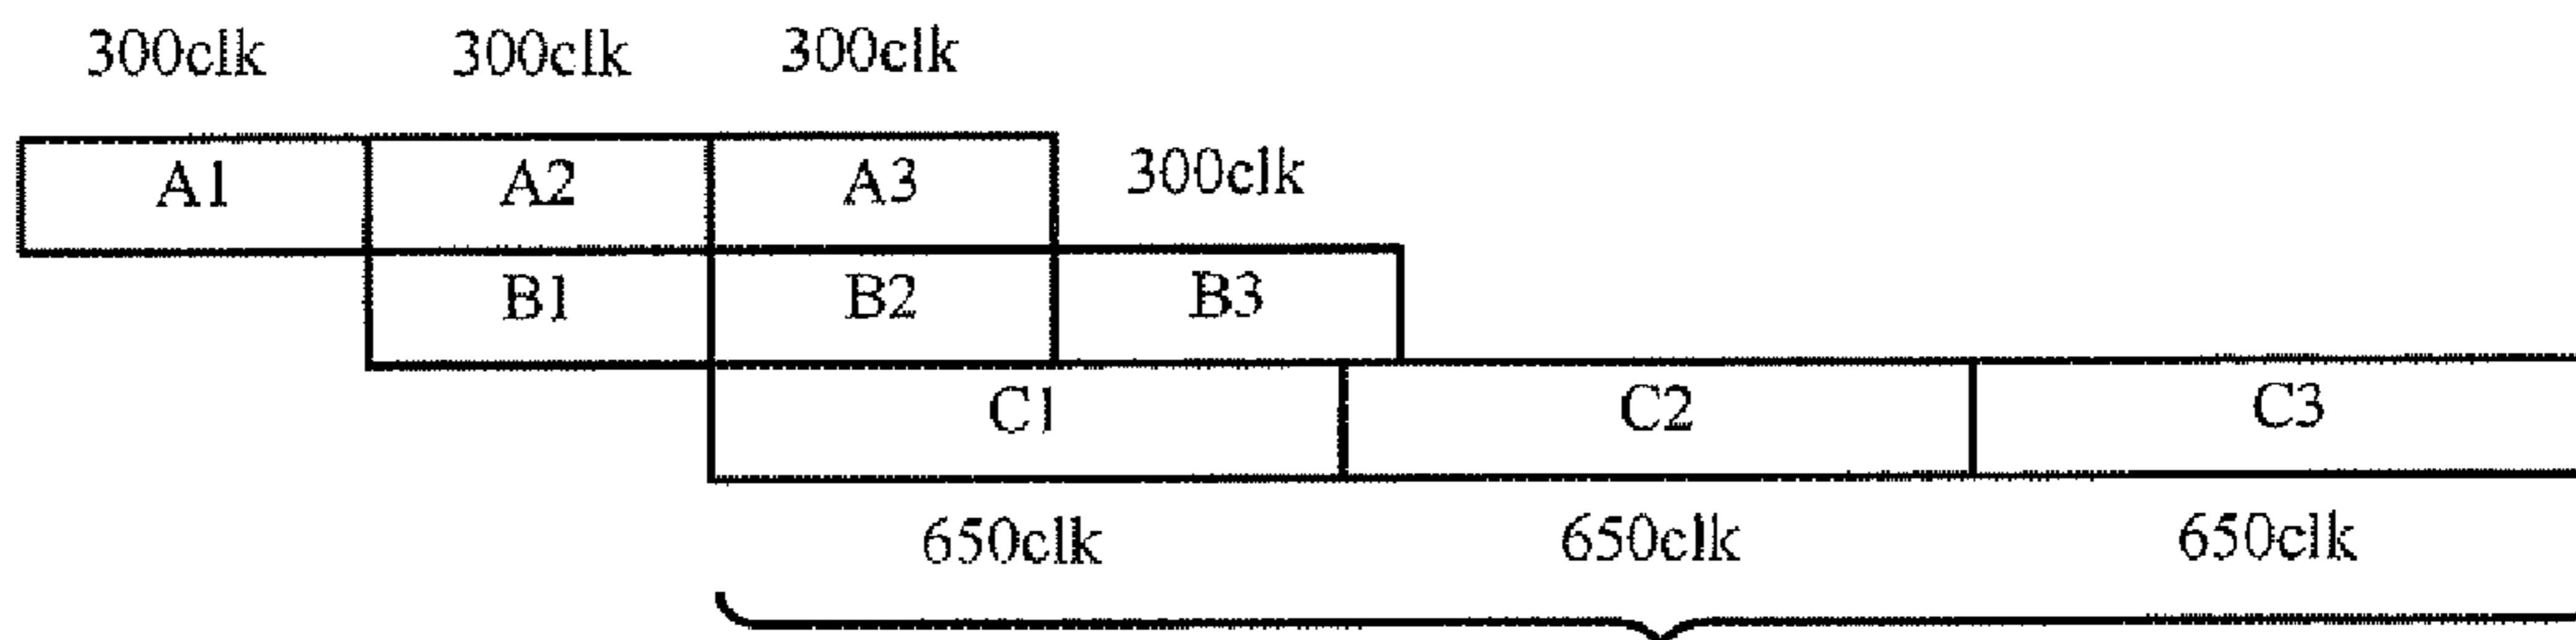 300clk 300clk 300clk
A1 A2 A3 300clk
B1 B2 B3
C1 C2 C3
650clk 650clk 650clk